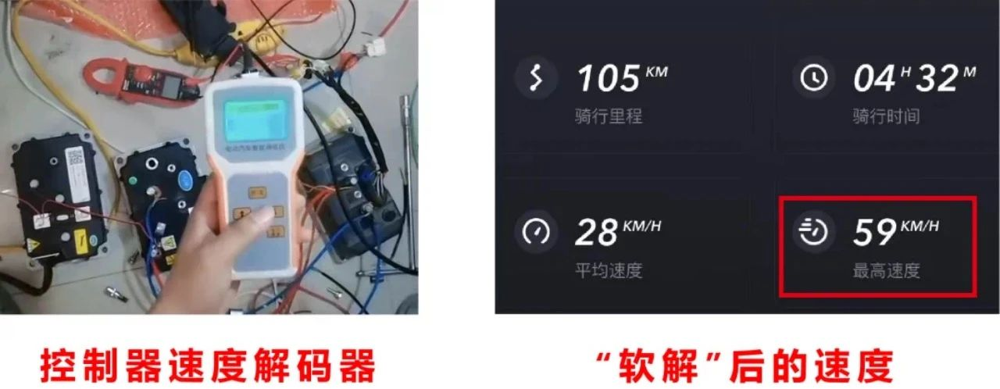 105 KM
骑行里程
04 H 32 M
骑行时间
28 KM/H
平均速度
59 KM/H
最高速度
控制器速度解码器
“软解”后的速度